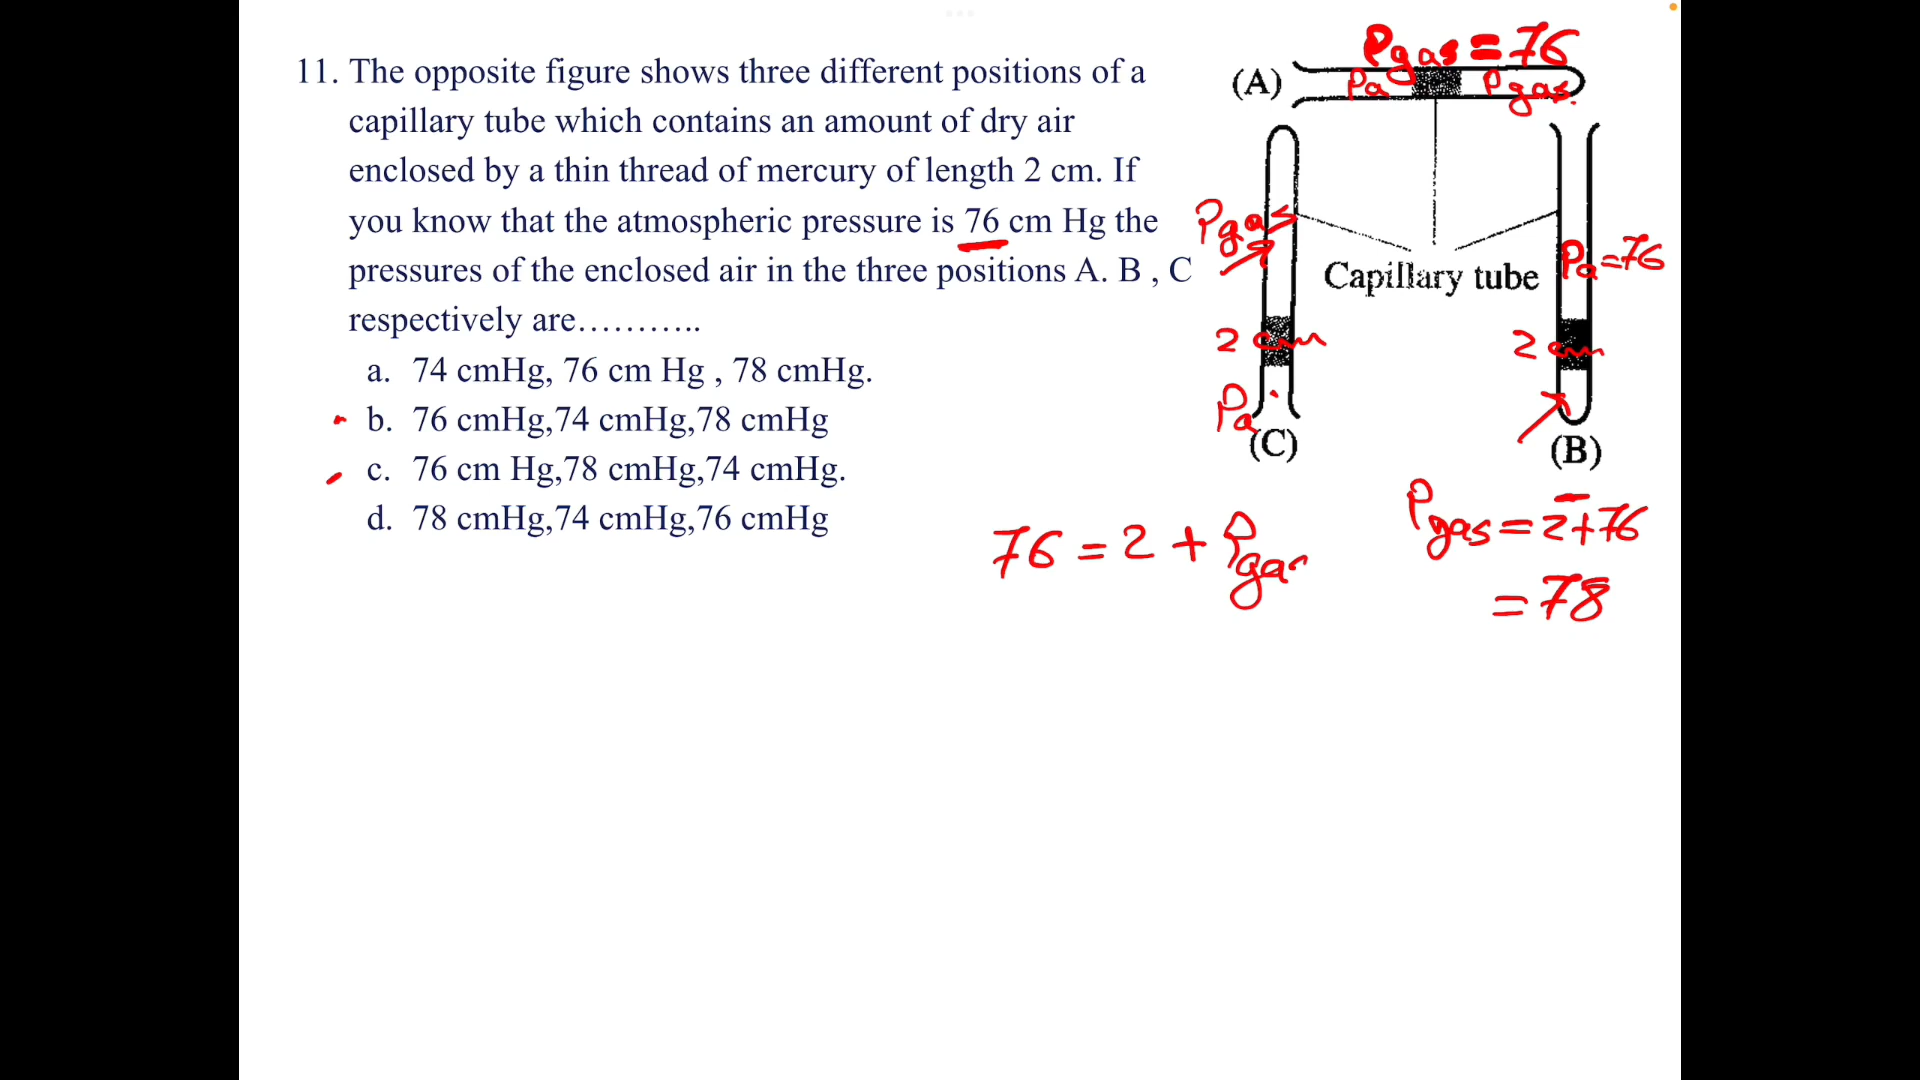 11. The opposite figure shows three different positions of a
capillary tube which contains an amount of dry air
enclosed by a thin thread of mercury of length 2 cm. If
you know that the atmospheric pressure is 76 cm Hg the
pressures of the enclosed air in the three positions A. B , C
respectively are………..
a. 74 cmHg, 76 cm Hg , 78 cmHg.
b. 76 cmHg,74 cmHg,78 cmHg
c. 76 cm Hg,78 cmHg,74 cmHg.
d. 78 cmHg,74 cmHg,76 cmHg
Pgas = 76
(A) Pa Pgas
Pgas
Capillary tube
Pa = 76
2 cm
2 cm
Pa
(C)
(B)
76 = 2 + Pgas
Pgas = 2 + 76
= 78